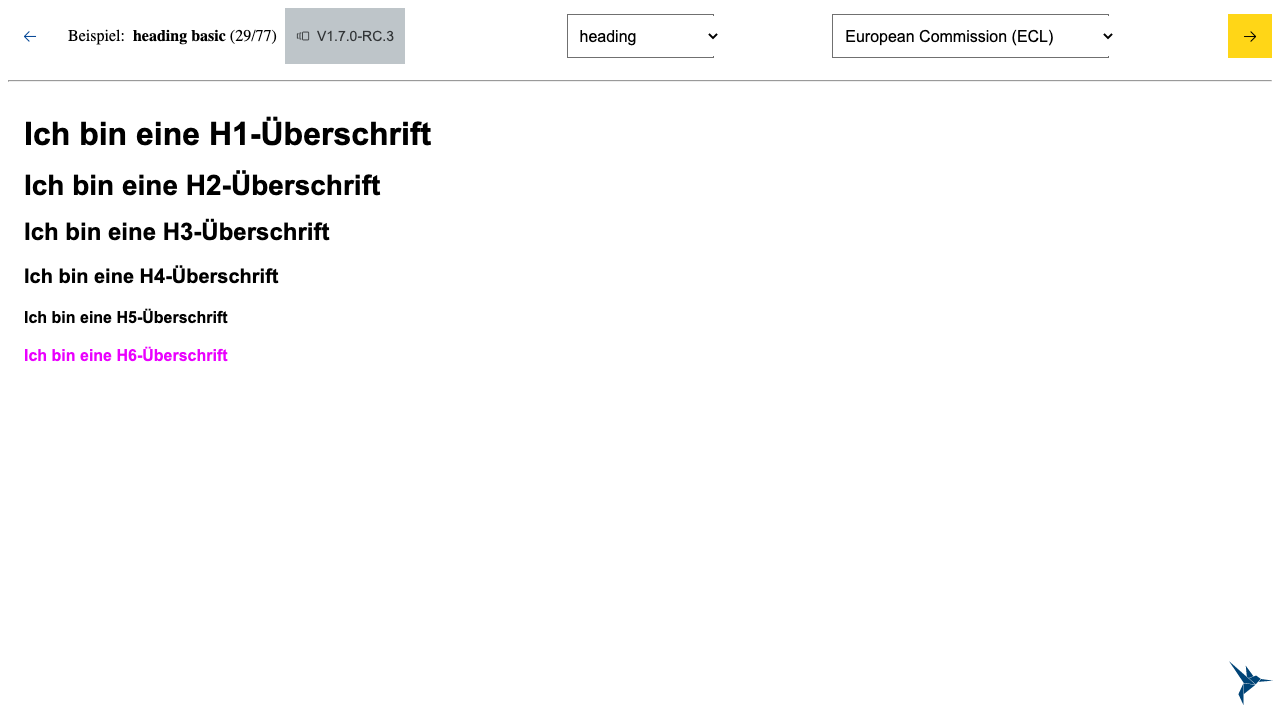 Beispiel: heading basic (29/77) V1.7.0-RC.3 heading European Commission (ECL)
Ich bin eine H1-Überschrift
Ich bin eine H2-Überschrift
Ich bin eine H3-Überschrift
Ich bin eine H4-Überschrift
Ich bin eine H5-Überschrift
Ich bin eine H6-Überschrift